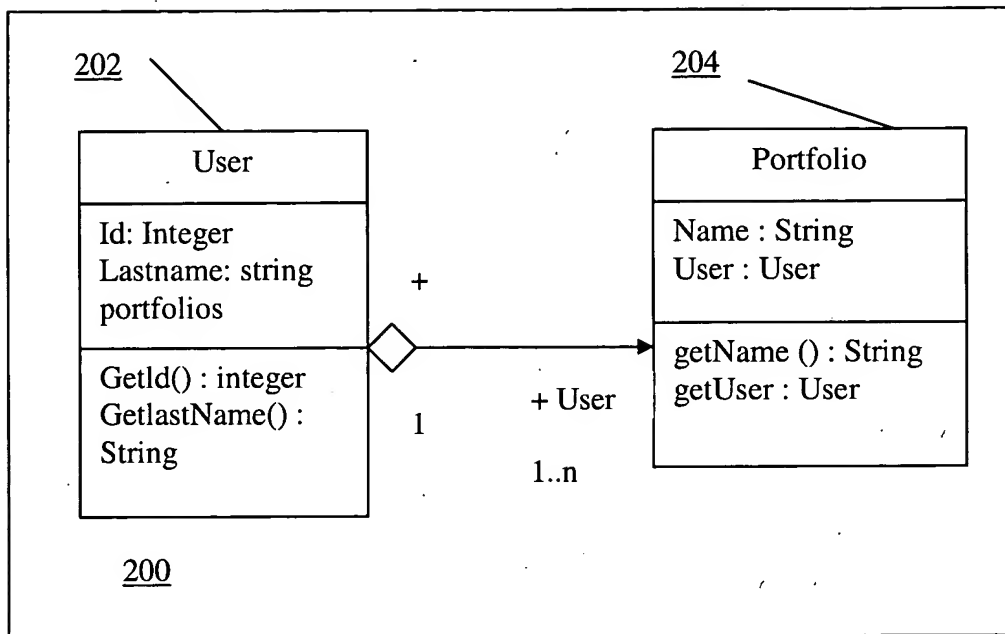 202
204
User
Id: Integer
Lastname: string
portfolios
GetId() : integer
GetlastName() :
String
+
1
+ User
1..n
Portfolio
Name : String
User : User
getName () : String
getUser : User
200